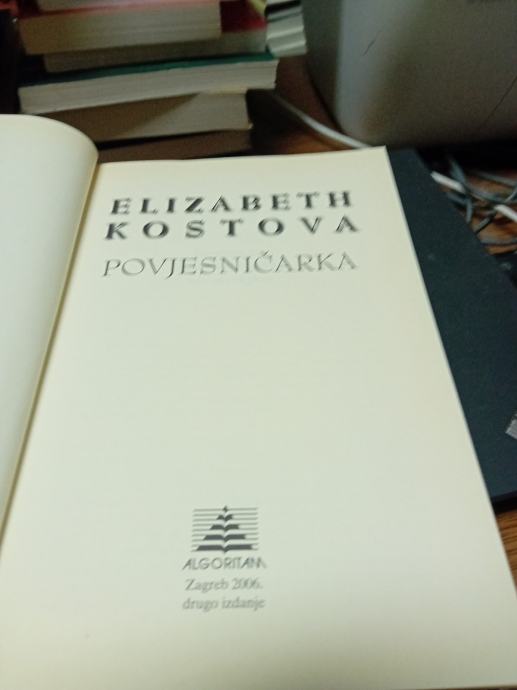 ELIZABETH
KOSTOVA
POVJESNIČARKA
ALGORITAM
Zagreb 2006.
drugo izdanje